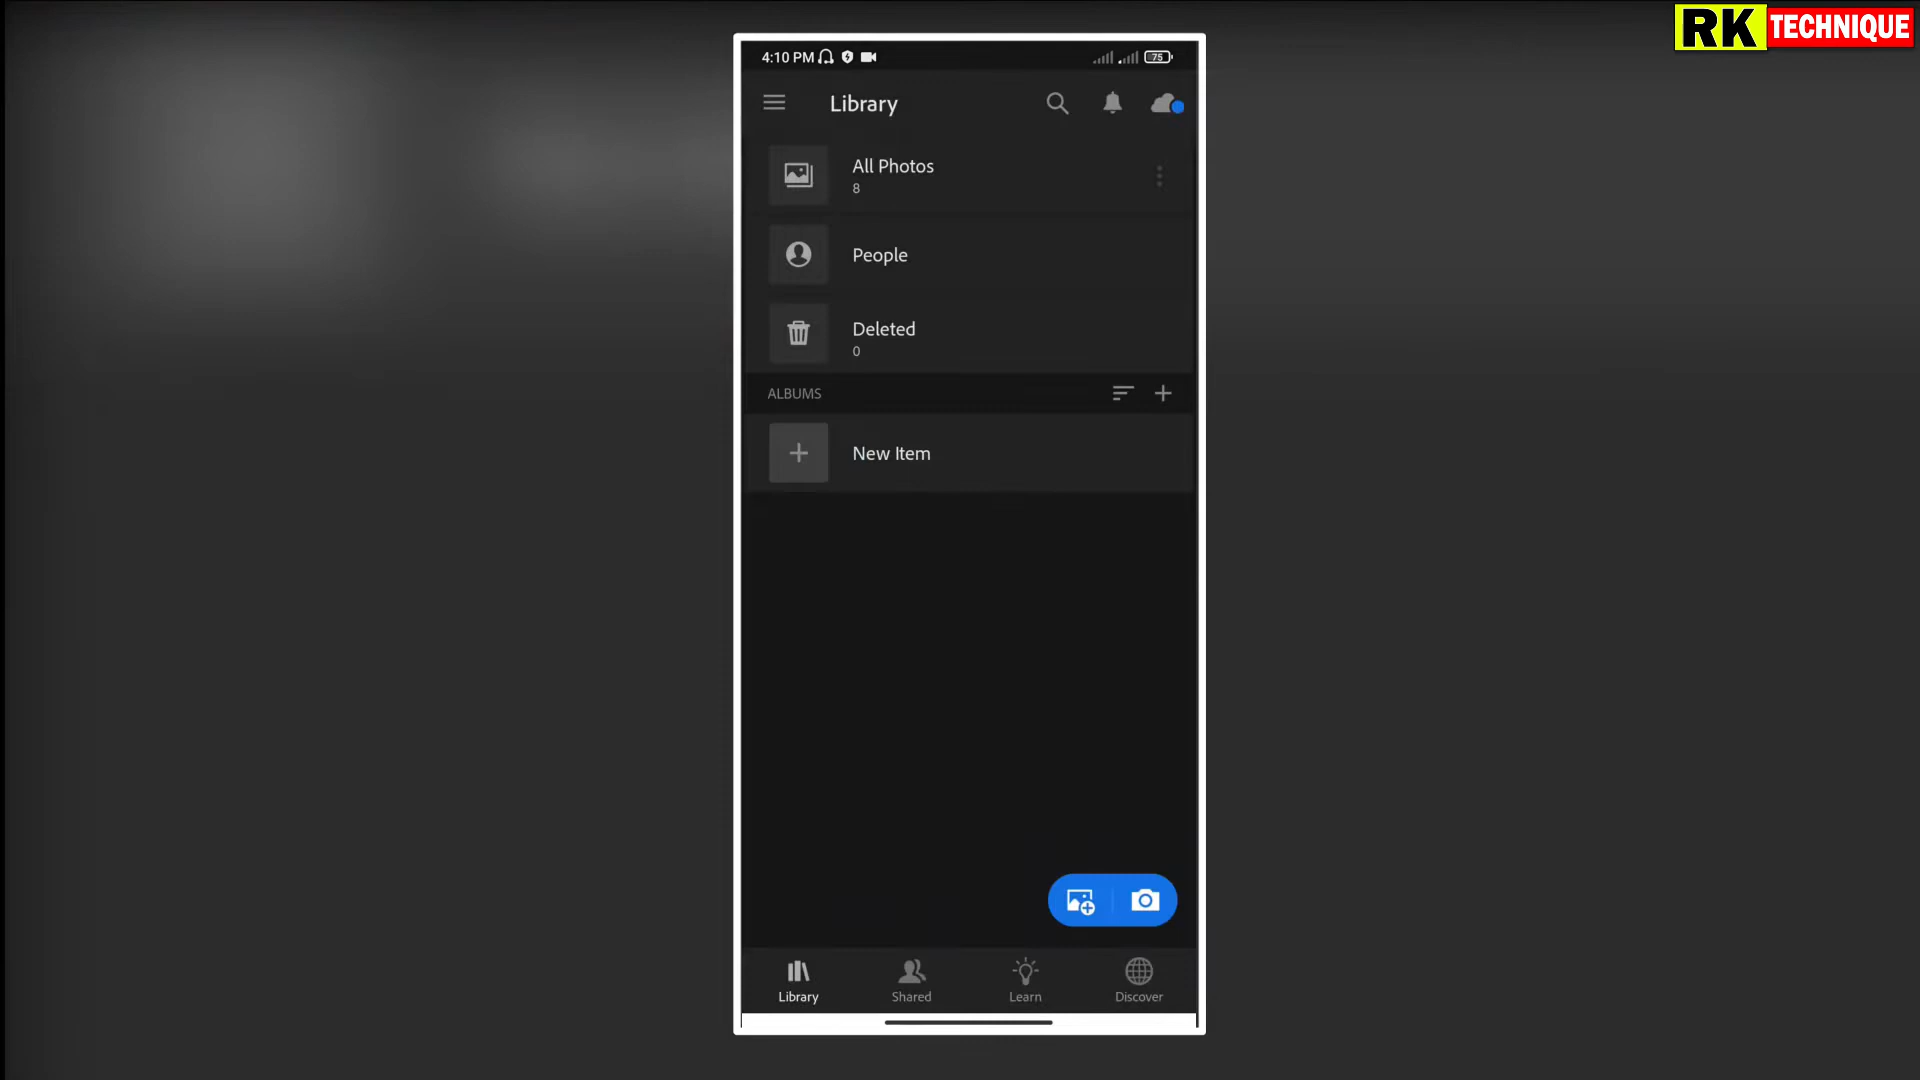 RK TECHNIQUE
4:10 PM
75
Library
All Photos
8
People
Deleted
0
ALBUMS
New Item
Library
Shared
Learn
Discover